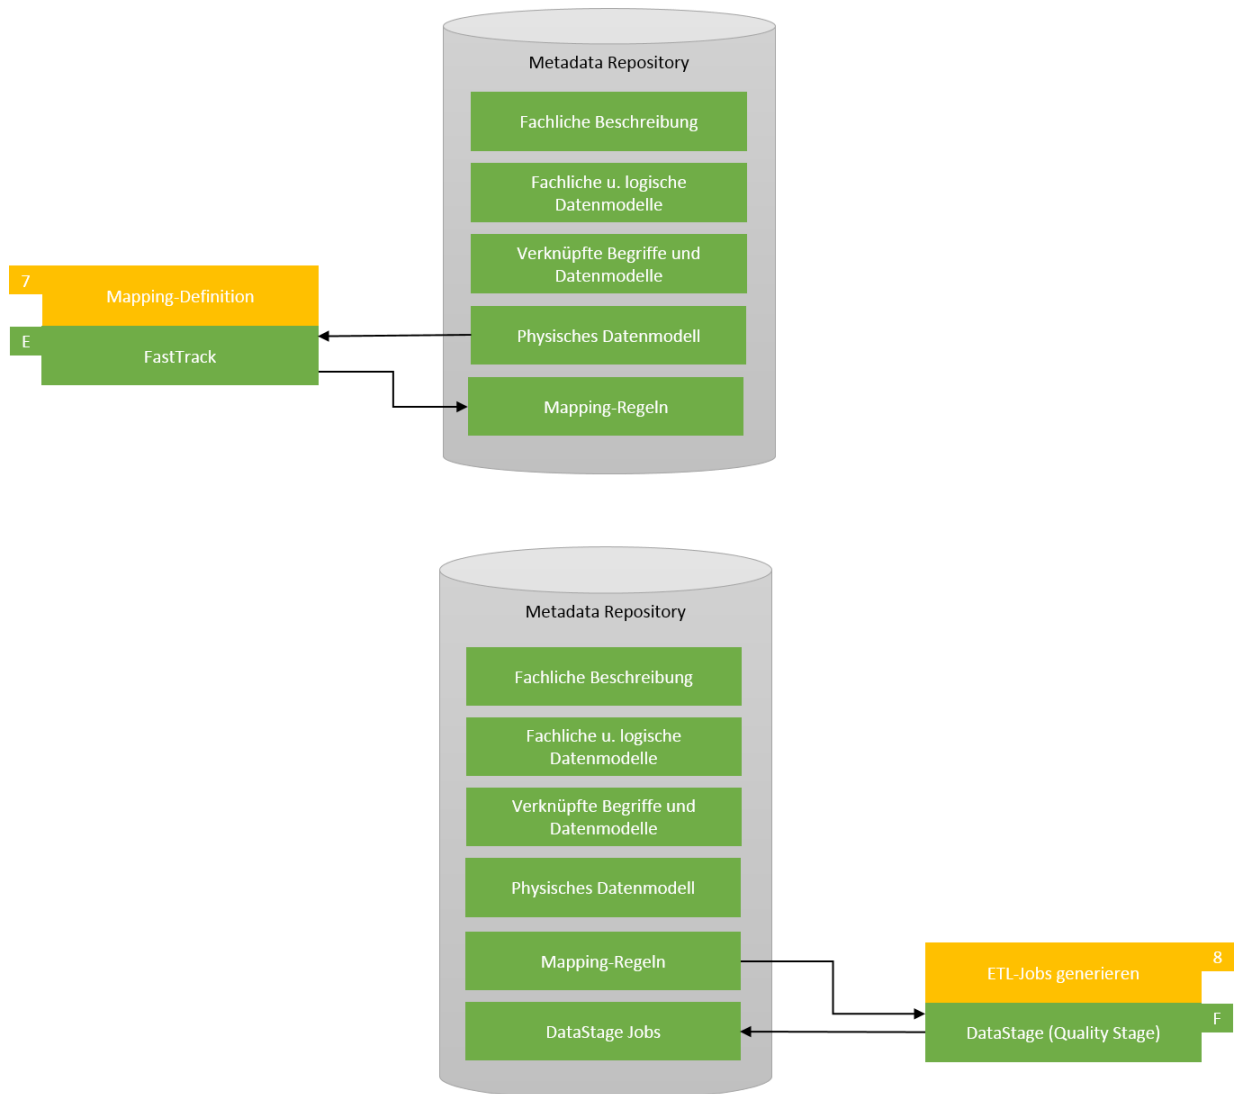 Metadata Repository
Fachliche Beschreibung
Fachliche u. logische
Datenmodelle
Verknüpfte Begriffe und
Datenmodelle
7
Mapping-Definition
Physisches Datenmodell
E
FastTrack
Mapping-Regeln
Metadata Repository
Fachliche Beschreibung
Fachliche u. logische
Datenmodelle
Verknüpfte Begriffe und
Datenmodelle
Physisches Datenmodell
Mapping-Regeln
8
ETL-Jobs generieren
DataStage Jobs
F
DataStage (Quality Stage)